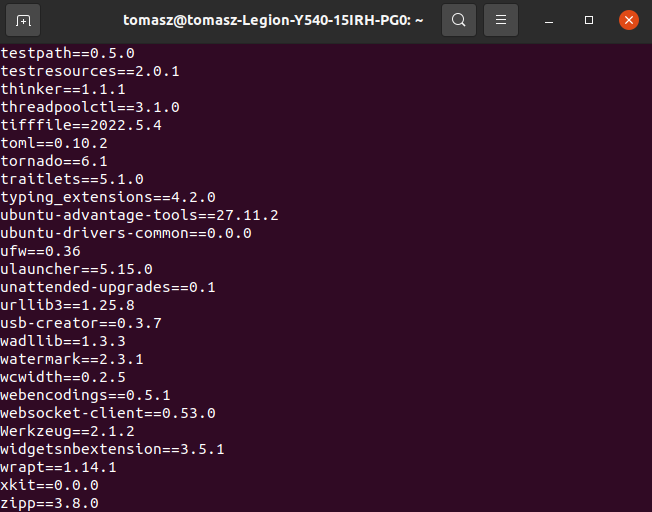 tomasz@tomasz-Legion-Y540-15IRH-PG0: ~
testpath==0.5.0
testresources==2.0.1
thinker==1.1.1
threadpoolctl==3.1.0
tifffile==2022.5.4
toml==0.10.2
tornado==6.1
traitlets==5.1.0
typing_extensions==4.2.0
ubuntu-advantage-tools==27.11.2
ubuntu-drivers-common==0.0.0
ufw==0.36
ulauncher==5.15.0
unattended-upgrades==0.1
urllib3==1.25.8
usb-creator==0.3.7
wadllib==1.3.3
watermark==2.3.1
wcwidth==0.2.5
webencodings==0.5.1
websocket-client==0.53.0
Werkzeug==2.1.2
widgetsnbextension==3.5.1
wrapt==1.14.1
xkit==0.0.0
zipp==3.8.0